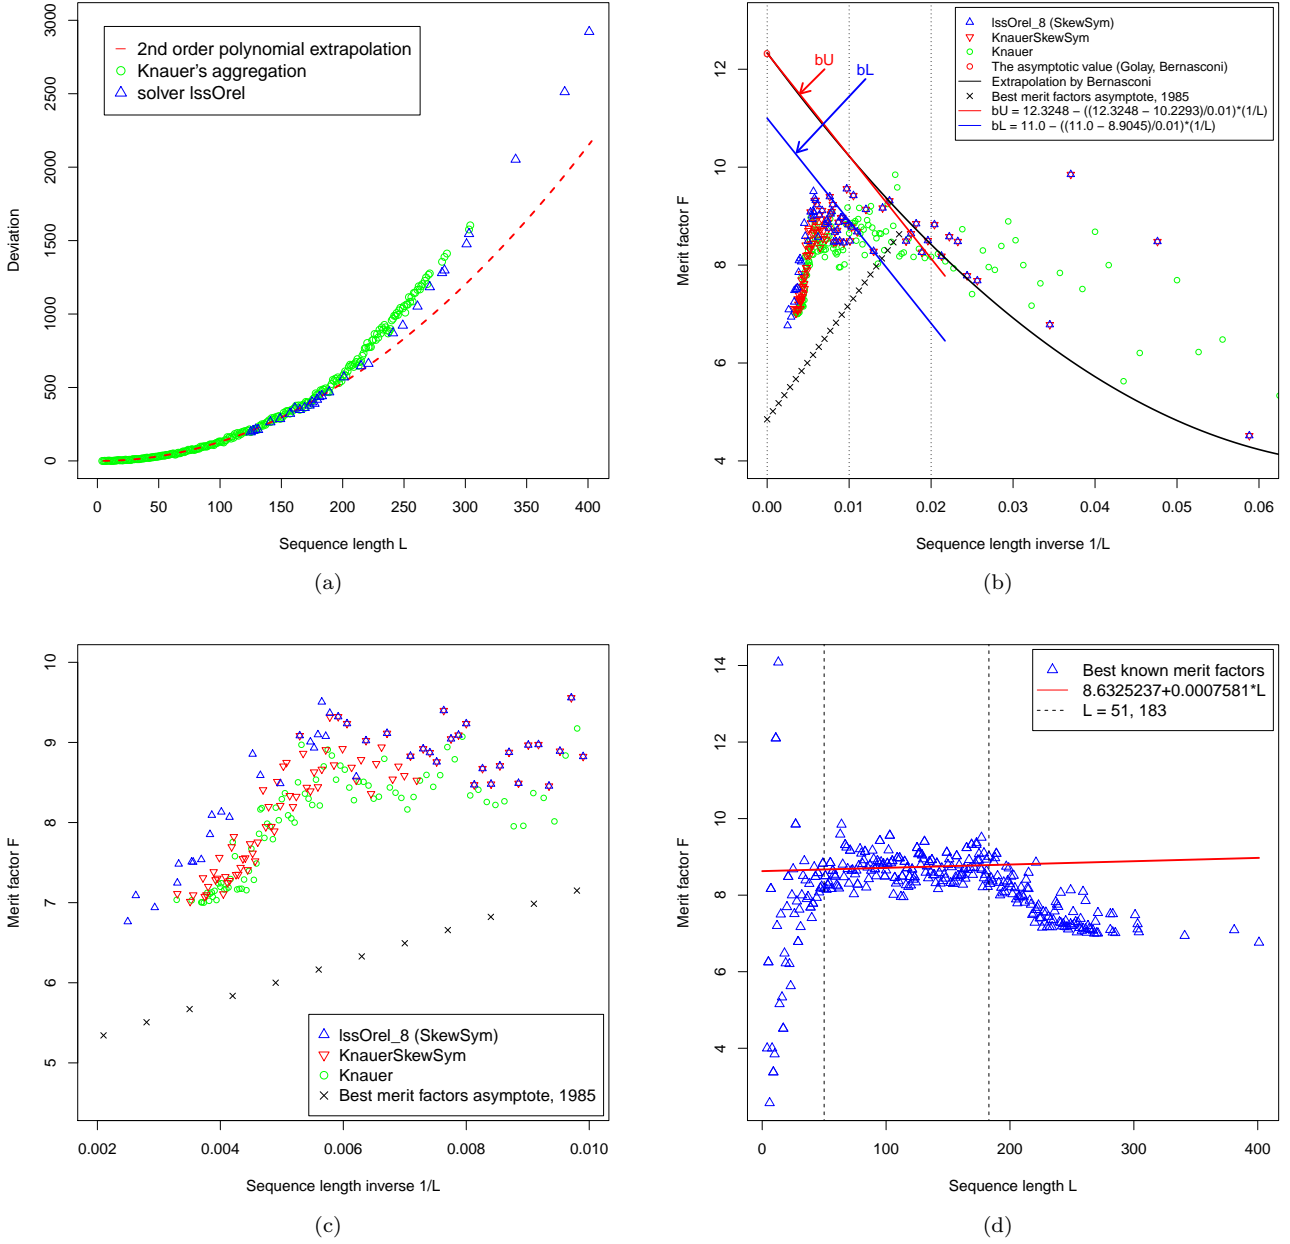 3000
2500
2000
1500
1000
500
0
Deviation
2nd order polynomial extrapolation
Knauer's aggregation
solver lssOrel
0 50 100 150 200 250 300 350 400
Sequence length L
(a)
12
10
8
6
4
Merit factor F
bU
bL
lssOrel_8 (SkewSym)
KnauerSkewSym
Knauer
The asymptotic value (Golay, Bernasconi)
Extrapolation by Bernasconi
Best merit factors asymptote, 1985
bU = 12.3248 − ((12.3248 − 10.2293)/0.01)*(1/L)
bL = 11.0 − ((11.0 − 8.9045)/0.01)*(1/L)
0.00 0.01 0.02 0.03 0.04 0.05 0.06
Sequence length inverse 1/L
(b)
10
9
8
7
6
5
Merit factor F
lssOrel_8 (SkewSym)
KnauerSkewSym
Knauer
Best merit factors asymptote, 1985
0.002 0.004 0.006 0.008 0.010
Sequence length inverse 1/L
(c)
14
12
10
8
6
4
Merit factor F
Best known merit factors
8.6325237+0.0007581*L
L = 51, 183
0 100 200 300 400
Sequence length L
(d)